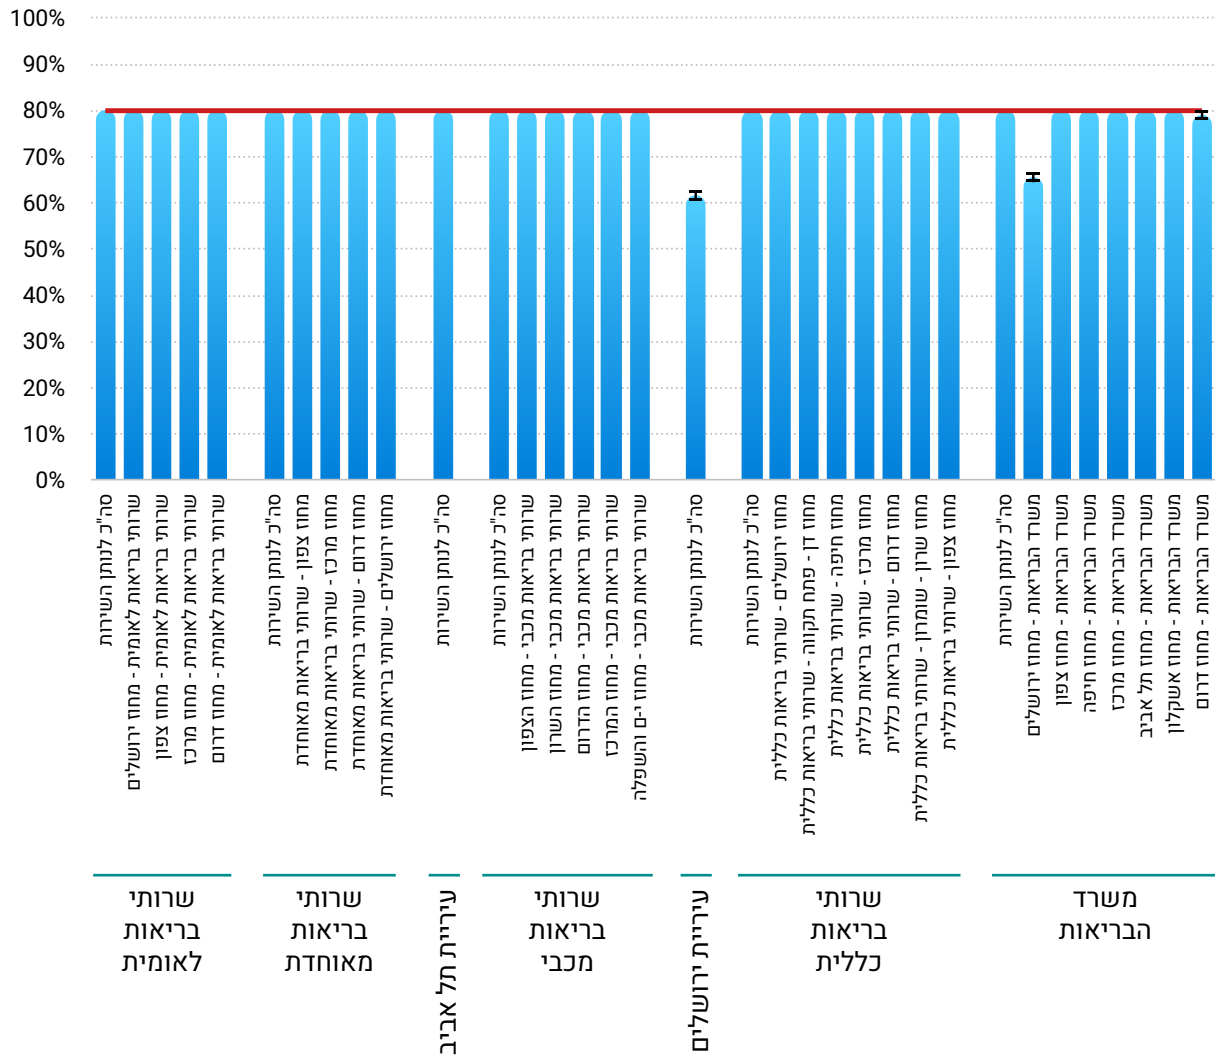 100%
90%
80%
70%
60%
50%
40%
30%
20%
10%
0%
סה"כ לנותן השירות
שרותי בריאות לאומית - מחוז ירושלים
שרותי בריאות לאומית - מחוז צפון
שרותי בריאות לאומית - מחוז מרכז
שרותי בריאות לאומית - מחוז דרום
סה"כ לנותן השירות
מחוז צפון - שרותי בריאות מאוחדת
מחוז מרכז - שרותי בריאות מאוחדת
מחוז דרום - שרותי בריאות מאוחדת
מחוז ירושלים - שרותי בריאות מאוחדת
סה"כ לנותן השירות
סה"כ לנותן השירות
שרותי בריאות מכבי - מחוז הצפון
שרותי בריאות מכבי - מחוז השרון
שרותי בריאות מכבי - מחוז הדרום
שרותי בריאות מכבי - מחוז המרכז
שרותי בריאות מכבי - מחוז י-ם והשפלה
סה"כ לנותן השירות
סה"כ לנותן השירות
מחוז ירושלים - שרותי בריאות כללית
מחוז דן - פתח תקווה - שרותי בריאות כללית
מחוז חיפה - שרותי בריאות כללית
מחוז מרכז - שרותי בריאות כללית
מחוז דרום - שרותי בריאות כללית
מחוז שרון - שומרון - שרותי בריאות כללית
מחוז צפון - שרותי בריאות כללית
סה"כ לנותן השירות
משרד הבריאות - מחוז ירושלים
משרד הבריאות - מחוז צפון
משרד הבריאות - מחוז חיפה
משרד הבריאות - מחוז מרכז
משרד הבריאות - מחוז תל אביב
משרד הבריאות - מחוז אשקלון
משרד הבריאות - מחוז דרום
שרותי
בריאות
לאומית
שרותי
בריאות
מאוחדת
עיריית תל אביב
שרותי
בריאות
מכבי
עיריית ירושלים
שרותי
בריאות
כללית
משרד
הבריאות